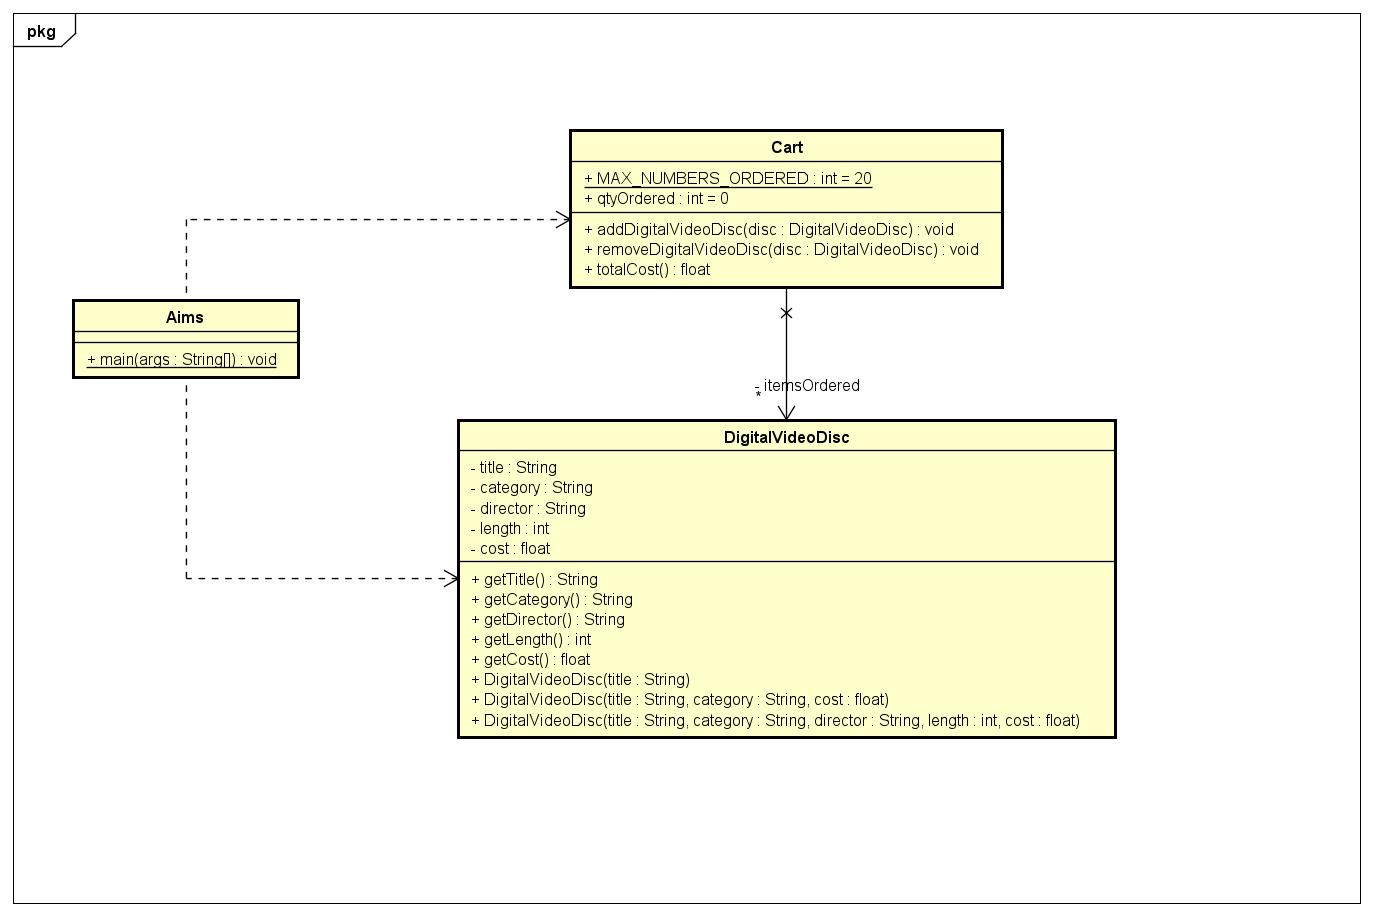 pkg
Cart
+ MAX_NUMBERS_ORDERED : int = 20
+ qtyOrdered : int = 0
+ addDigitalVideoDisc(disc : DigitalVideoDisc) : void
+ removeDigitalVideoDisc(disc : DigitalVideoDisc) : void
+ totalCost() : float
Aims
+ main(args : String[]) : void
- itemsOrdered
*
DigitalVideoDisc
- title : String
- category : String
- director : String
- length : int
- cost : float
+ getTitle() : String
+ getCategory() : String
+ getDirector() : String
+ getLength() : int
+ getCost() : float
+ DigitalVideoDisc(title : String)
+ DigitalVideoDisc(title : String, category : String, cost : float)
+ DigitalVideoDisc(title : String, category : String, director : String, length : int, cost : float)